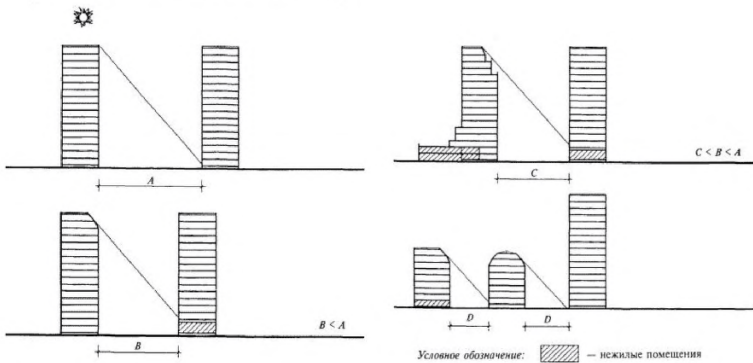 A
C < B < A
C
B < A
B
D
D
Условное обозначение: — нежилые помещения